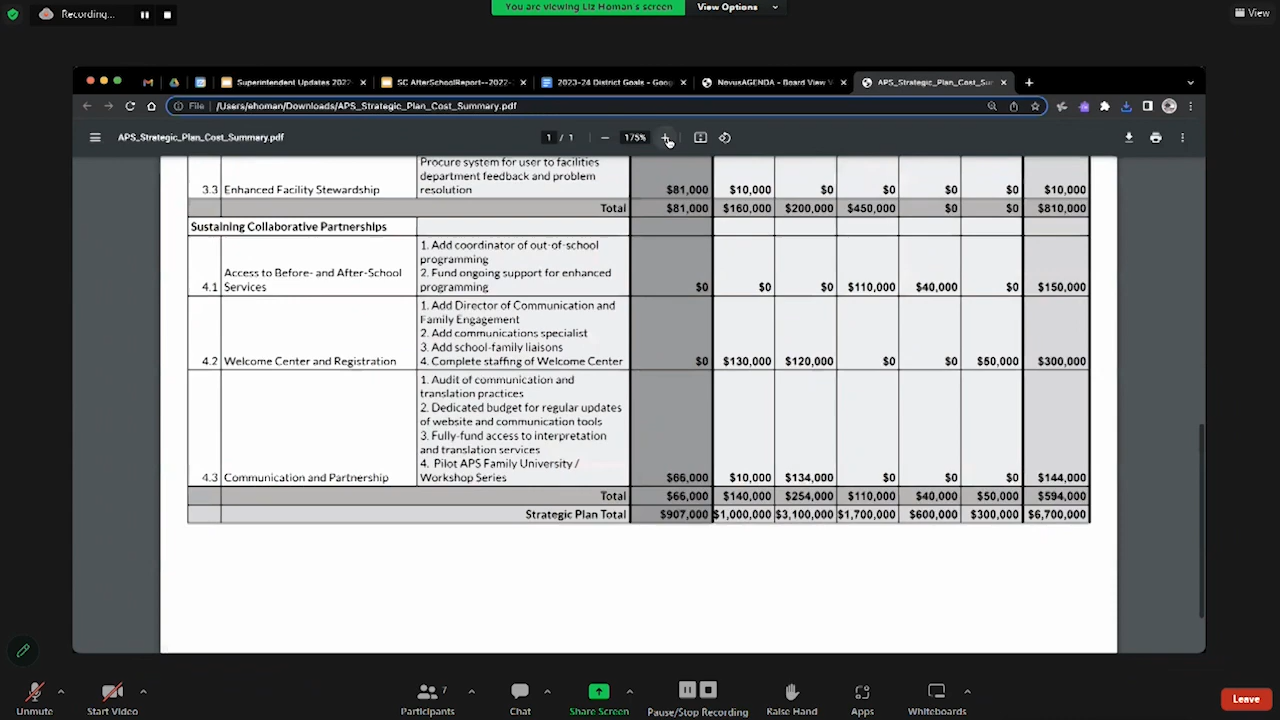 Recording...
You are viewing Liz Homan's screen
View Options
View
Superintendent Updates 2022-
SC AfterSchoolReport--2022-
2023-24 District Goals - Goog
NovusAGENDA - Board View V
APS_Strategic_Plan_Cost_Sum
File
/Users/ehoman/Downloads/APS_Strategic_Plan_Cost_Summary.pdf
APS_Strategic_Plan_Cost_Summary.pdf
1 / 1
175%
Procure system for user to facilities
department feedback and problem
3.3 Enhanced Facility Stewardship resolution $81,000 $10,000 $0 $0 $0 $0 $10,000
Total $81,000 $160,000 $200,000 $450,000 $0 $0 $810,000
Sustaining Collaborative Partnerships
1. Add coordinator of out-of-school
programming
Access to Before- and After-School 2. Fund ongoing support for enhanced
4.1 Services programming $0 $0 $0 $110,000 $40,000 $0 $150,000
1. Add Director of Communication and
Family Engagement
2. Add communications specialist
3. Add school-family liaisons
4.2 Welcome Center and Registration 4. Complete staffing of Welcome Center $0 $130,000 $120,000 $0 $0 $50,000 $300,000
1. Audit of communication and
translation practices
2. Dedicated budget for regular updates
of website and communication tools
3. Fully-fund access to interpretation
and translation services
4. Pilot APS Family University /
4.3 Communication and Partnership Workshop Series $66,000 $10,000 $134,000 $0 $0 $0 $144,000
Total $66,000 $140,000 $254,000 $110,000 $40,000 $50,000 $594,000
Strategic Plan Total $907,000 $1,000,000 $3,100,000 $1,700,000 $600,000 $300,000 $6,700,000
Unmute
Start Video
7
Participants
Chat
Share Screen
Pause/Stop Recording
Raise Hand
Apps
Whiteboards
Leave